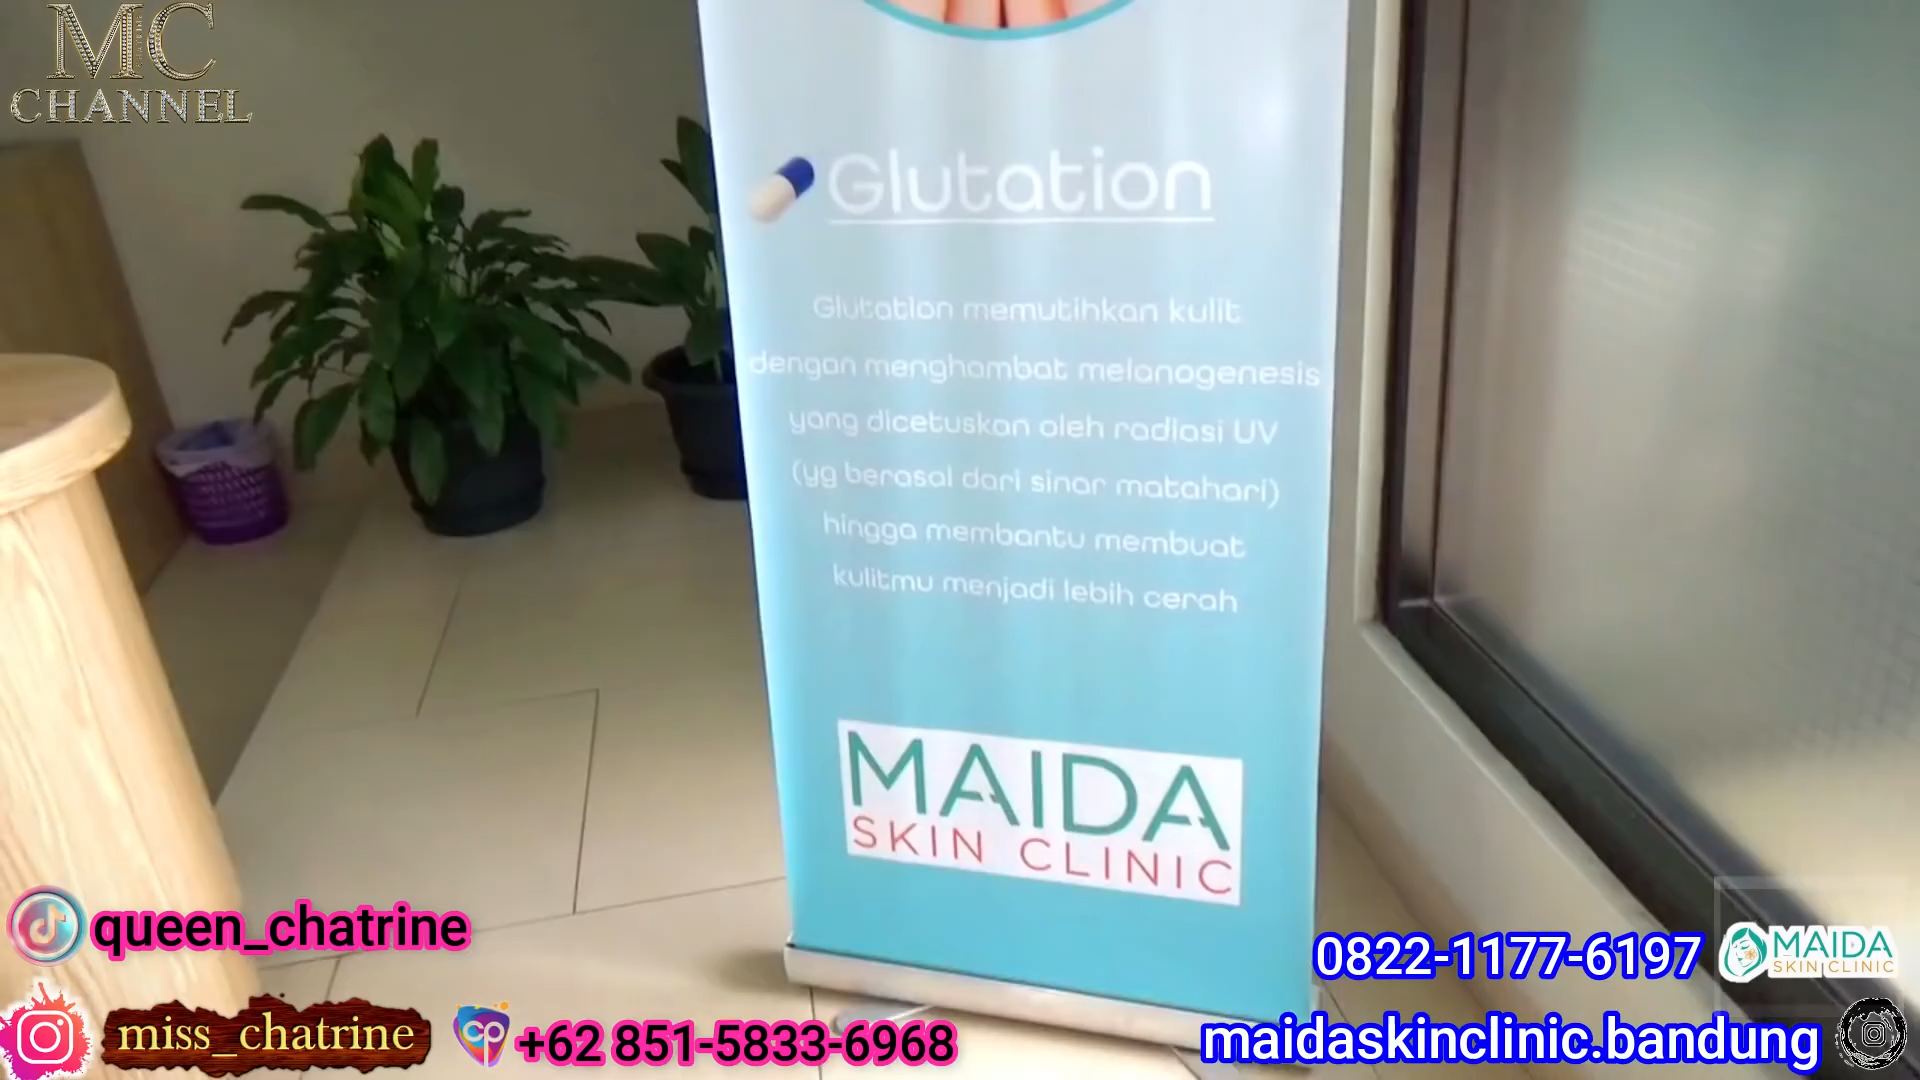 MC
CHANNEL
Glutation
Glutation memutihkan kulit
dengan menghambat melanogenesis
yang dicetuskan oleh radiasi UV
(yg berasal dari sinar matahari)
hingga membantu membuat
kulitmu menjadi lebih cerah
MAIDA
SKIN CLINIC
queen_chatrine
miss_chatrine
CP
+62 851-5833-6968
0822-1177-6197
MAIDA
SKIN CLINIC
maidaskinclinic.bandung